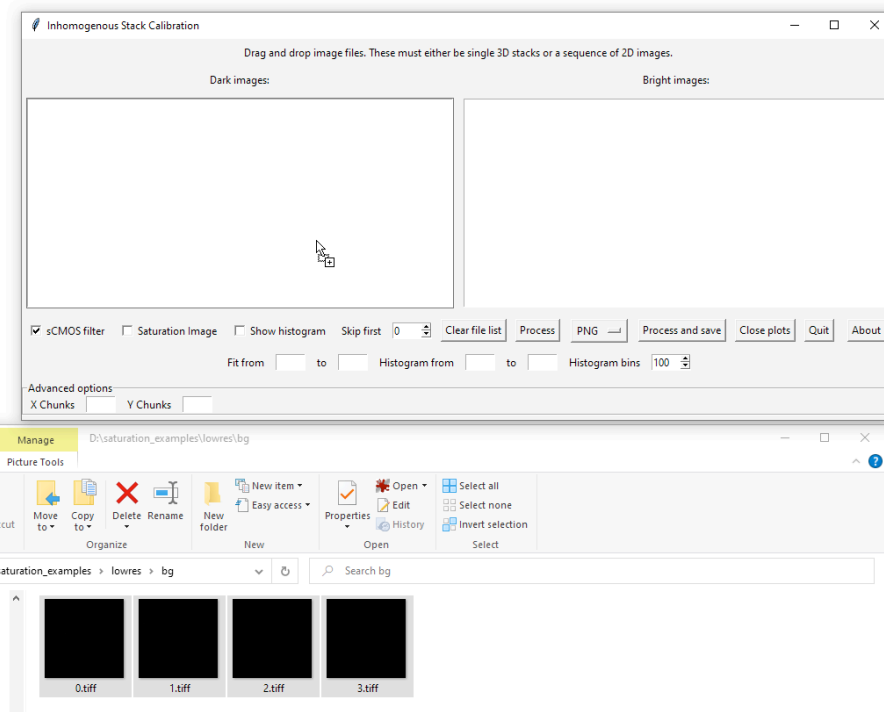 Inhomogenous Stack Calibration
Drag and drop image files. These must either be single 3D stacks or a sequence of 2D images.
Dark images: Bright images:
sCMOS filter Saturation Image Show histogram Skip first 0 Clear file list Process PNG Process and save Close plots Quit About
Fit from to Histogram from to Histogram bins 100
Advanced options
X Chunks Y Chunks
Manage D:\saturation_examples\lowres\bg
Picture Tools
Move to Copy to Delete Rename New folder New item Easy access Properties Open Edit History Select all Select none Invert selection
cut
Organize New Open Select
aturation_examples > lowres > bg Search bg
0.tiff 1.tiff 2.tiff 3.tiff